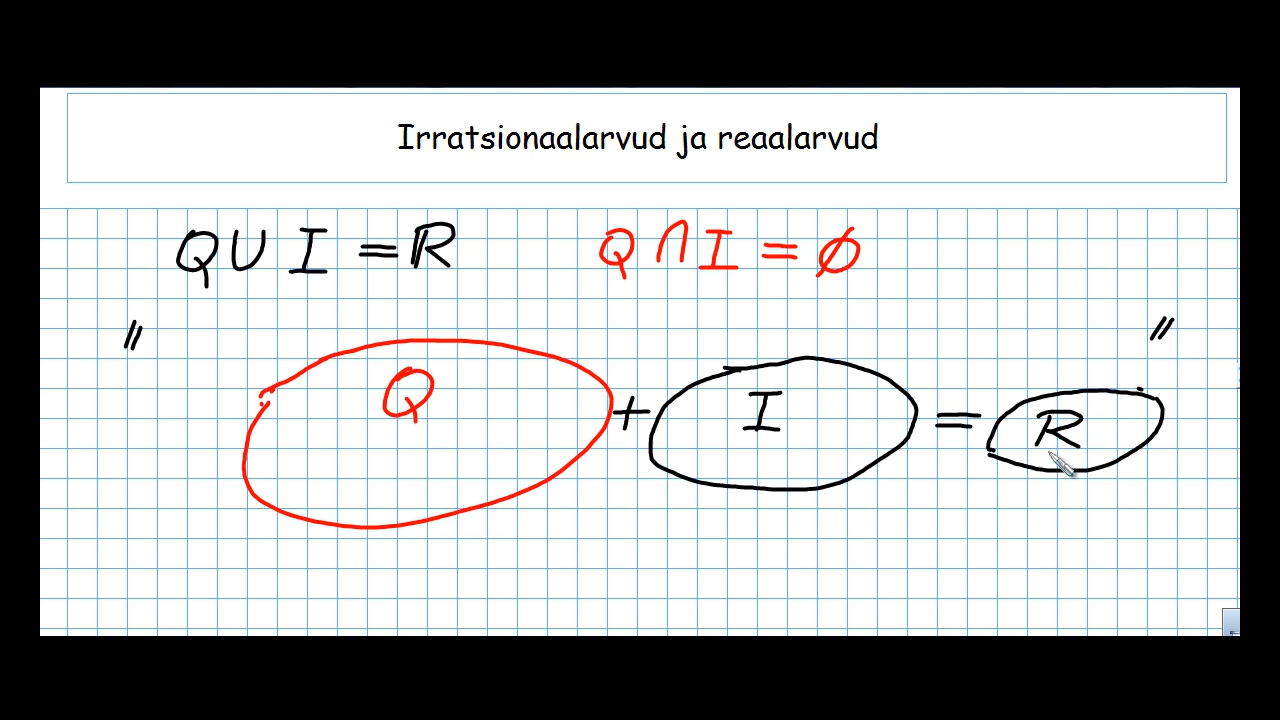 Irratsionaalarvud ja reaalarvud
Q ∪ I = ℝ Q ∩ I = ∅
" Q + I = R "